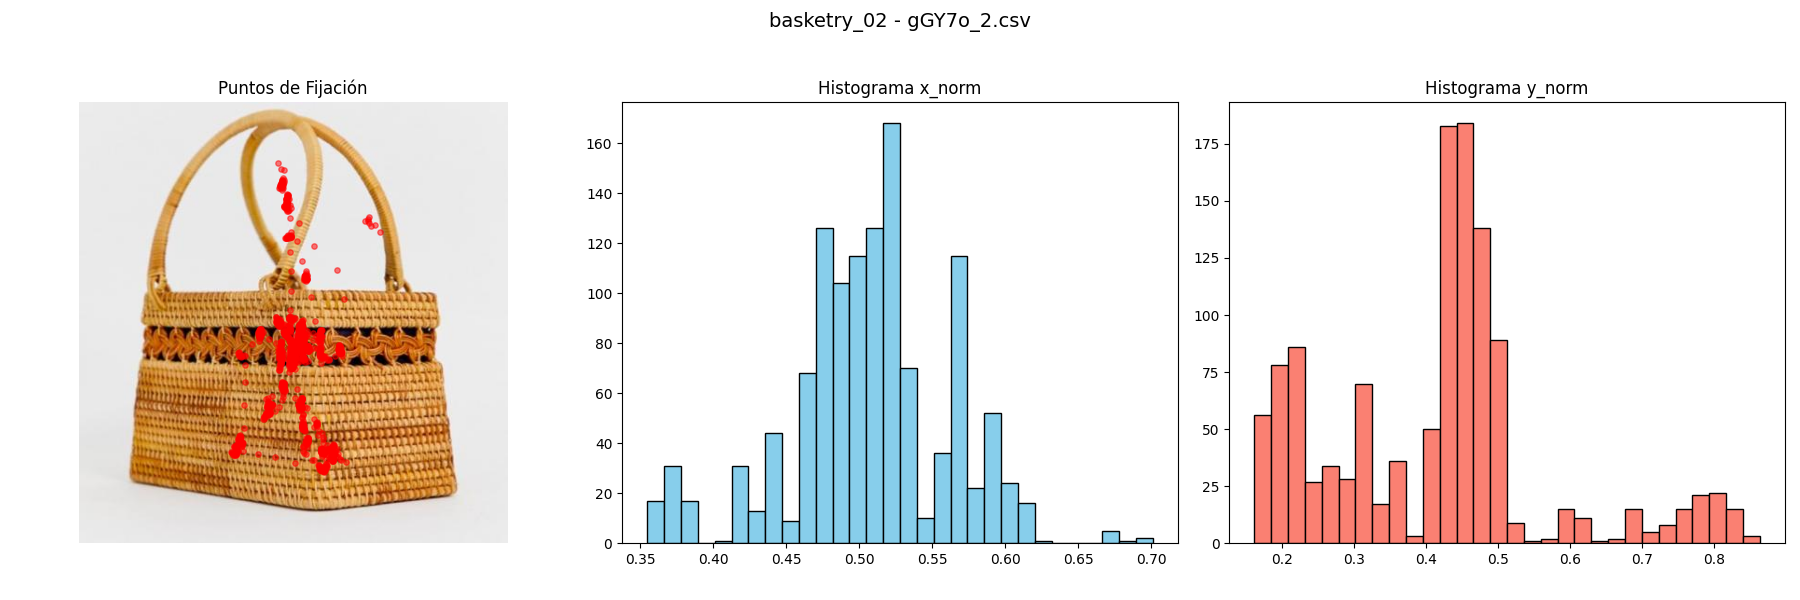 basketry_02 - gGY7o_2.csv
Puntos de Fijación
Histograma x_norm
160
140
120
100
80
60
40
20
0
0.35 0.40 0.45 0.50 0.55 0.60 0.65 0.70
Histograma y_norm
175
150
125
100
75
50
25
0
0.2 0.3 0.4 0.5 0.6 0.7 0.8